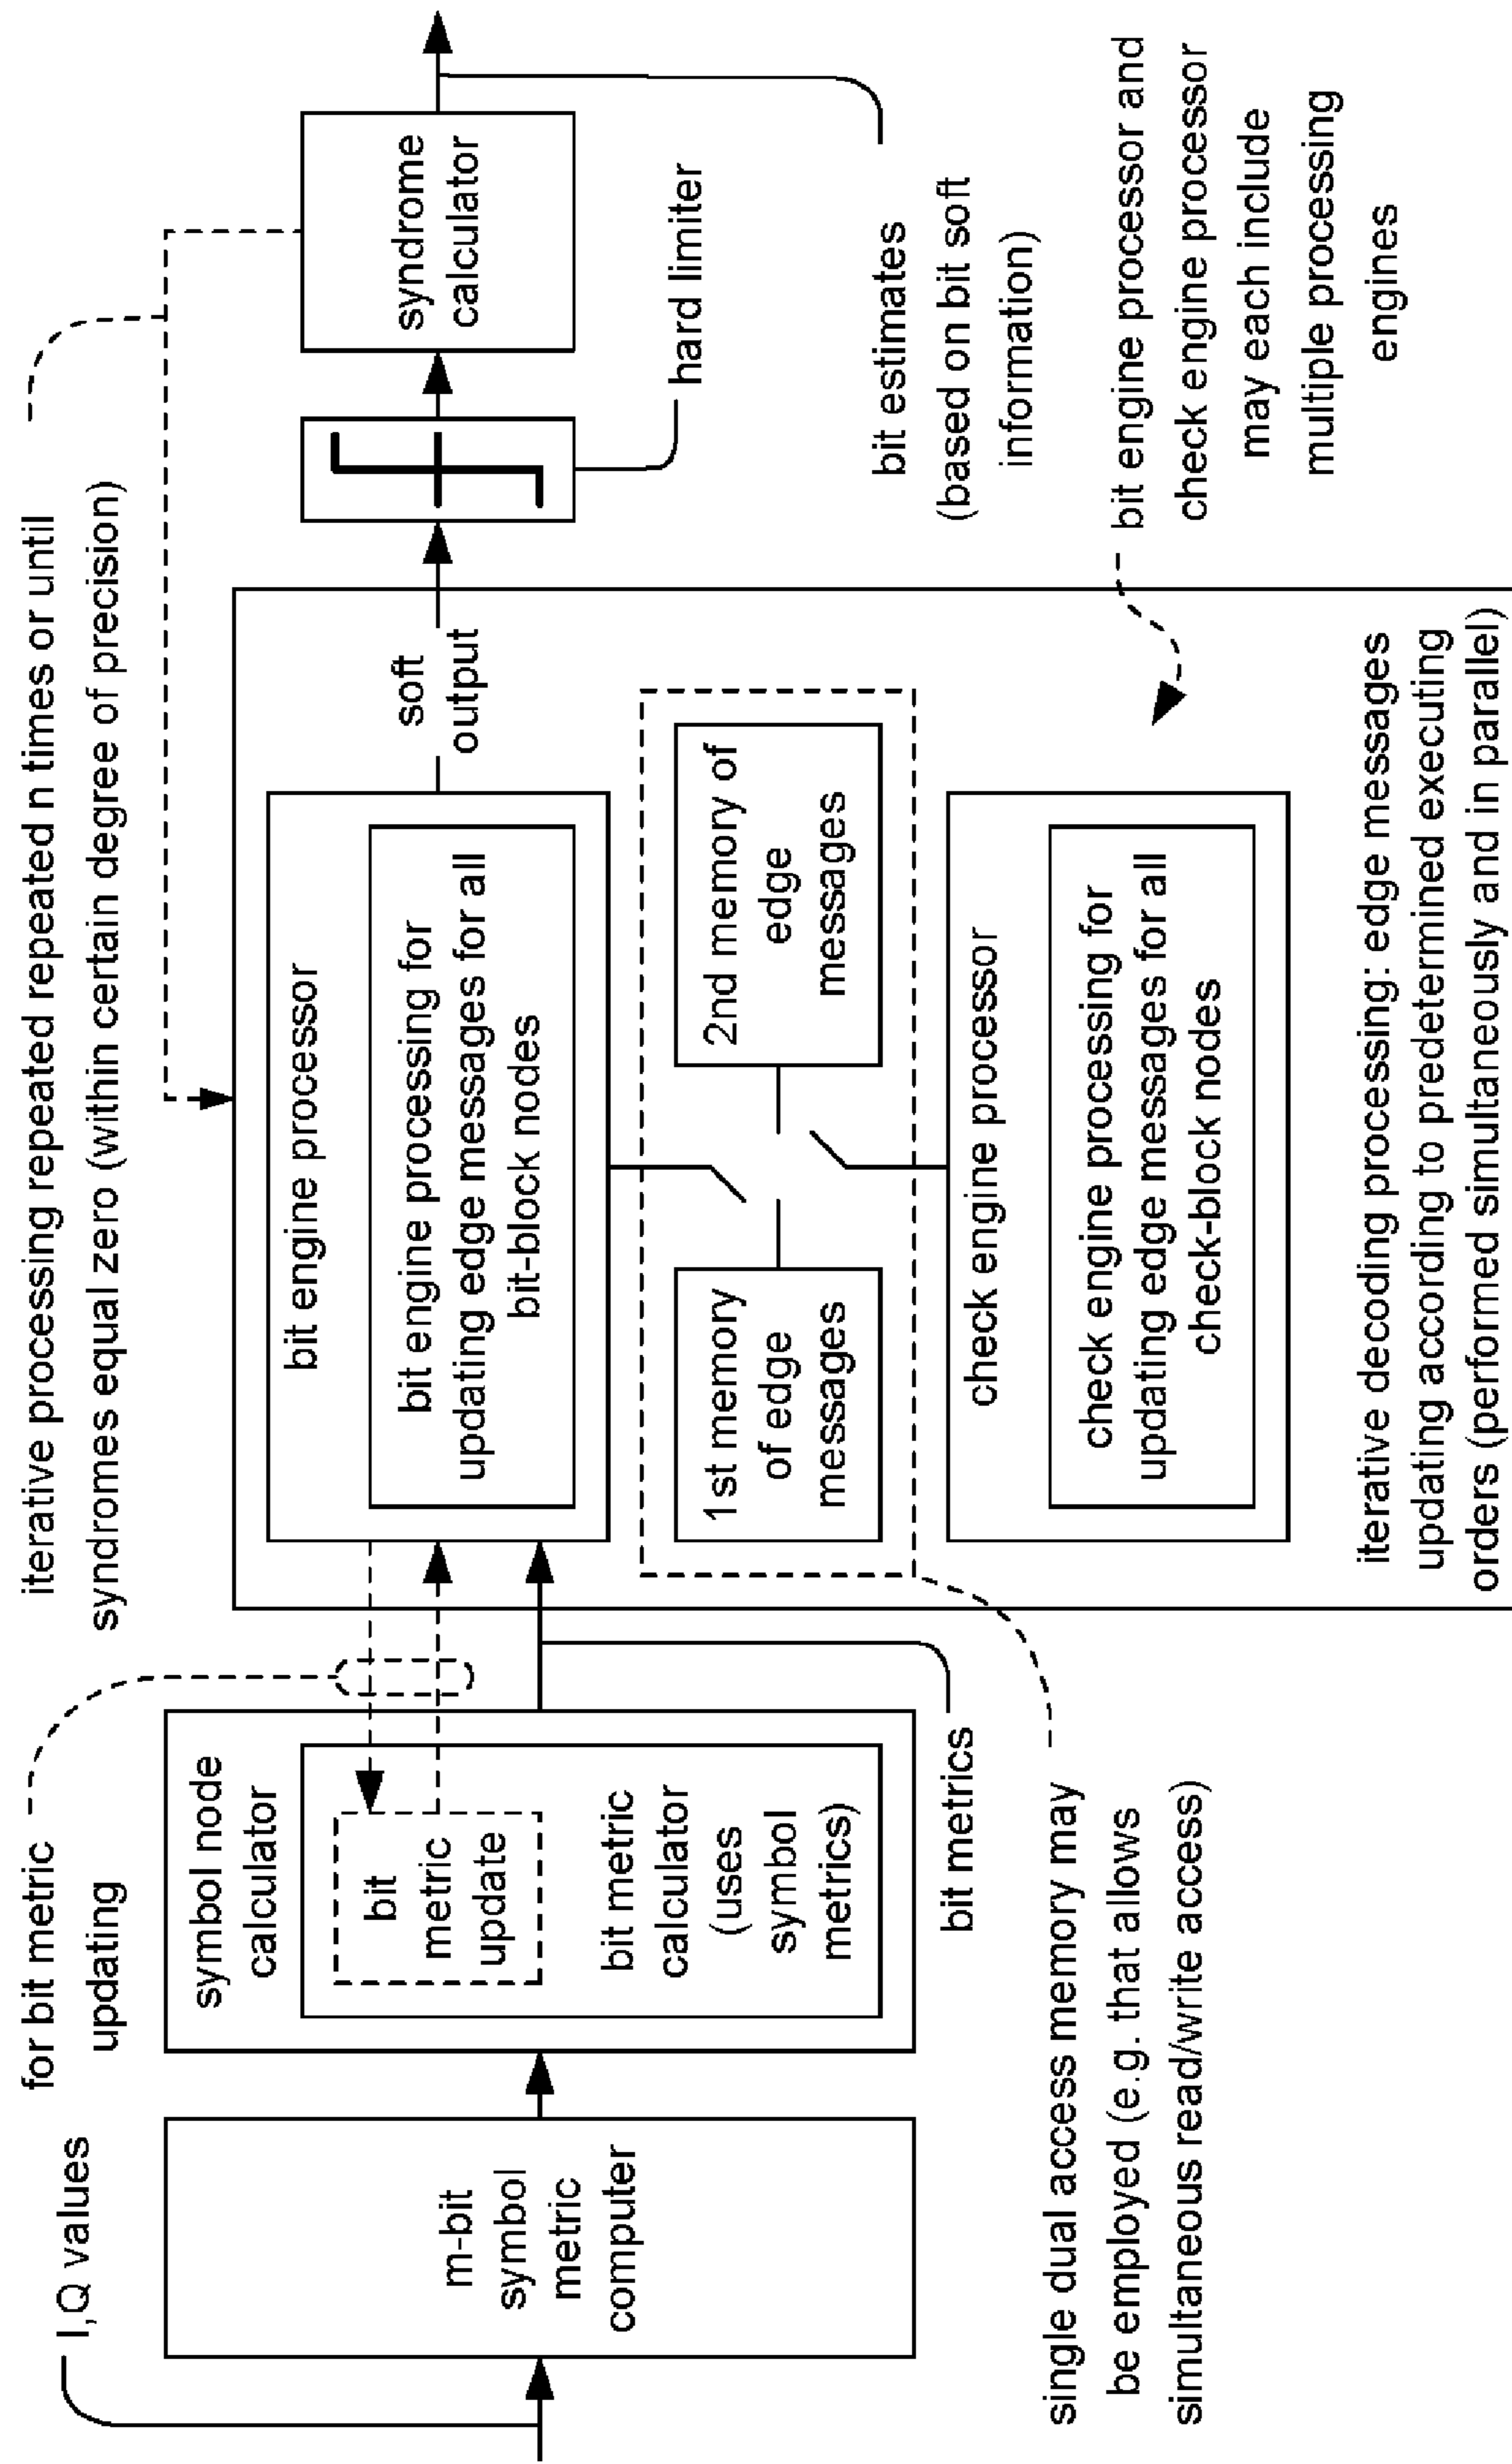 I,Q values
for bit metric
updating
iterative processing repeated repeated n times or until
syndromes equal zero (within certain degree of precision)
m-bit
symbol
metric
computer
symbol node
calculator
bit
metric
update
bit metric
calculator
(uses
symbol
metrics)
bit metrics
bit engine processor
bit engine processing for
updating edge messages for all
bit-block nodes
soft
output
1st memory
of edge
messages
2nd memory of
edge
messages
check engine processor
check engine processing for
updating edge messages for all
check-block nodes
iterative decoding processing: edge messages
updating according to predetermined executing
orders (performed simultaneously and in parallel)
syndrome
calculator
hard limiter
bit estimates
(based on bit soft
information)
bit engine processor and
check engine processor
may each include
multiple processing
engines
single dual access memory may
be employed (e.g. that allows
simultaneous read/write access)